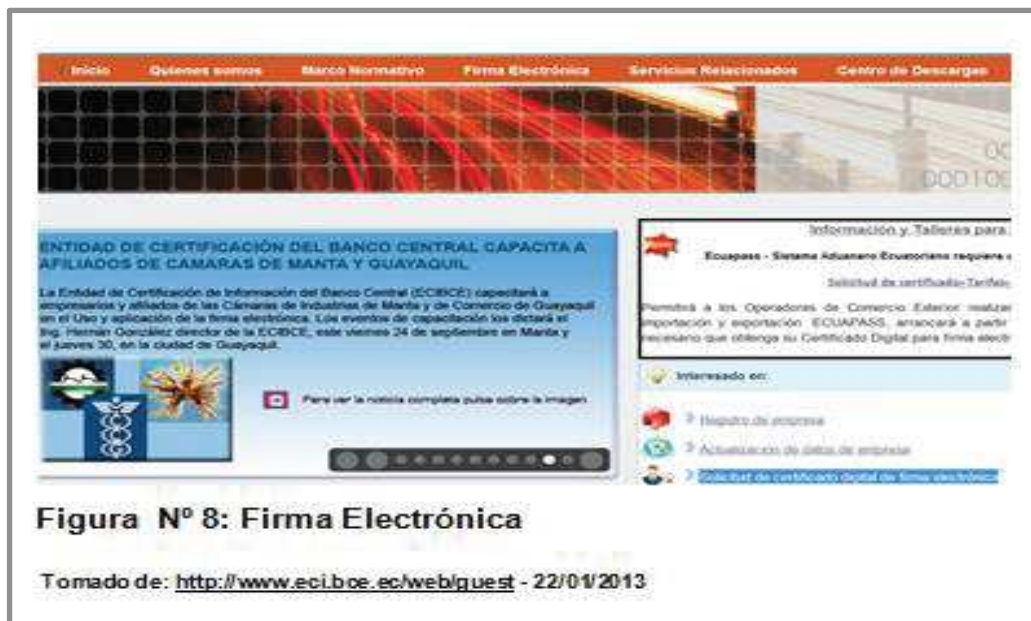 Inicio Quienes somos Marco Normativo Firma Electrónica Servicios Relacionados Centro de Descargas
00
000100
ENTIDAD DE CERTIFICACIÓN DEL BANCO CENTRAL CAPACITA A
AFILIADOS DE CAMARAS DE MANTA Y GUAYAQUIL
La Entidad de Certificación de Información del Banco Central (ECIBCE) capacitará a
empresarios y afiliados de las Cámaras de Industrias de Manta y de Comercio de Guayaquil
en el Uso y aplicación de la firma electrónica. Los eventos de capacitación los dictará el
Ing. Hernán González director de la ECIBCE, este viernes 24 de septiembre en Manta y
el jueves 30, en la ciudad de Guayaquil.
Para ver la noticia completa pulse sobre la imagen
Información y Talleres para
Ecuapass - Sistema Aduanero Ecuatoriano requiere
Solicitud de certificado-Tarifas
Permitirá a los Operadores de Comercio Exterior realizar
importación y exportación ECUAPASS, arrancará a partir
necesario que obtenga su Certificado Digital para firma electr
Interesado en:
Registro de empresa
Actualización de datos de empresa
Solicitud de certificado digital de firma electrónica
Figura Nº 8: Firma Electrónica
Tomado de: http://www.eci.bce.ec/web/guest - 22/01/2013